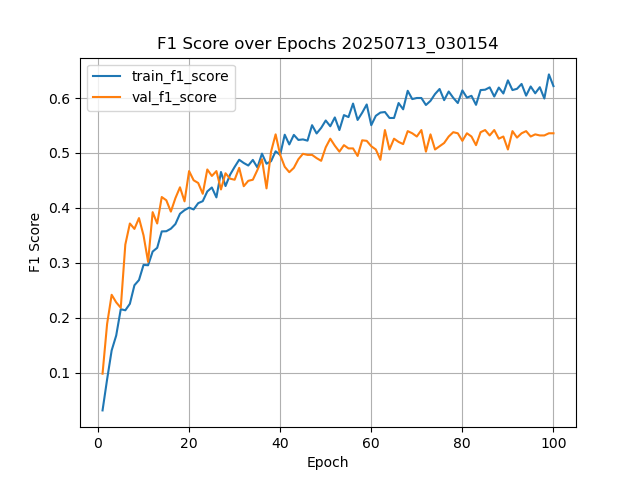 F1 Score over Epochs 20250713_030154
train_f1_score
val_f1_score
F1 Score
0.6
0.5
0.4
0.3
0.2
0.1
0 20 40 60 80 100
Epoch